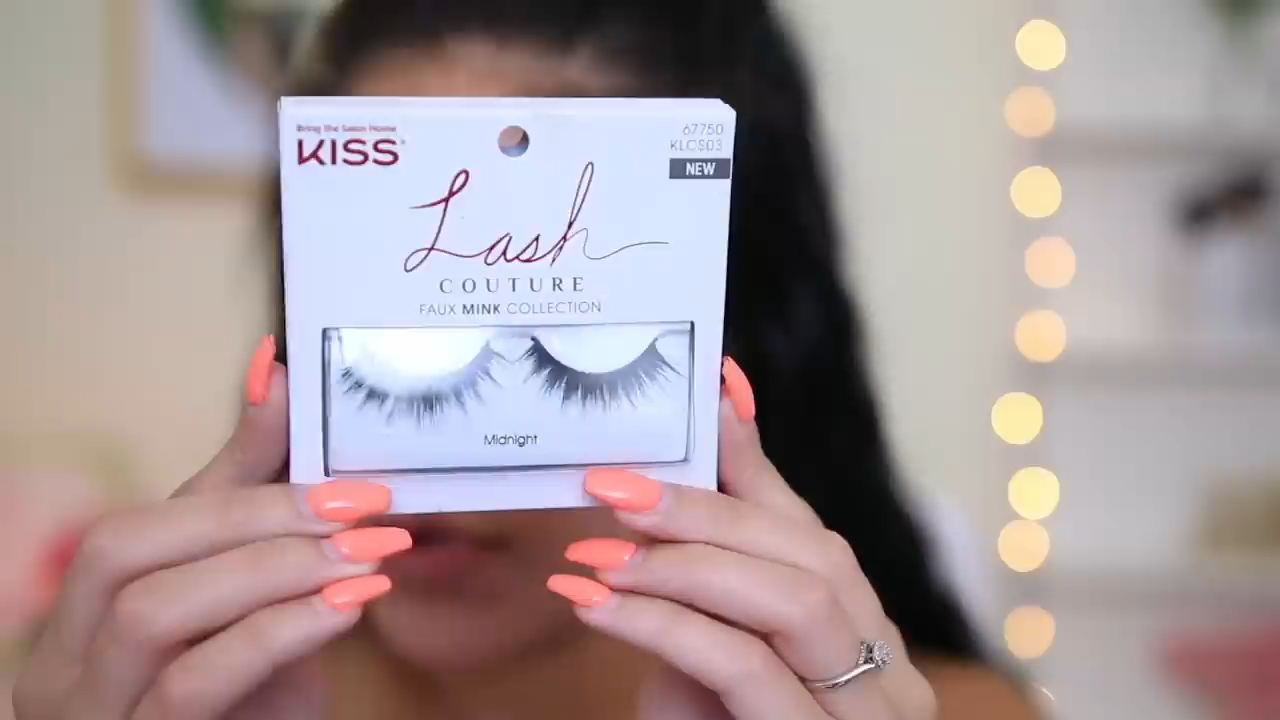 Bring the Salon Home
KISS
67750
KLCS03
NEW
Lash
COUTURE
FAUX MINK COLLECTION
Midnight